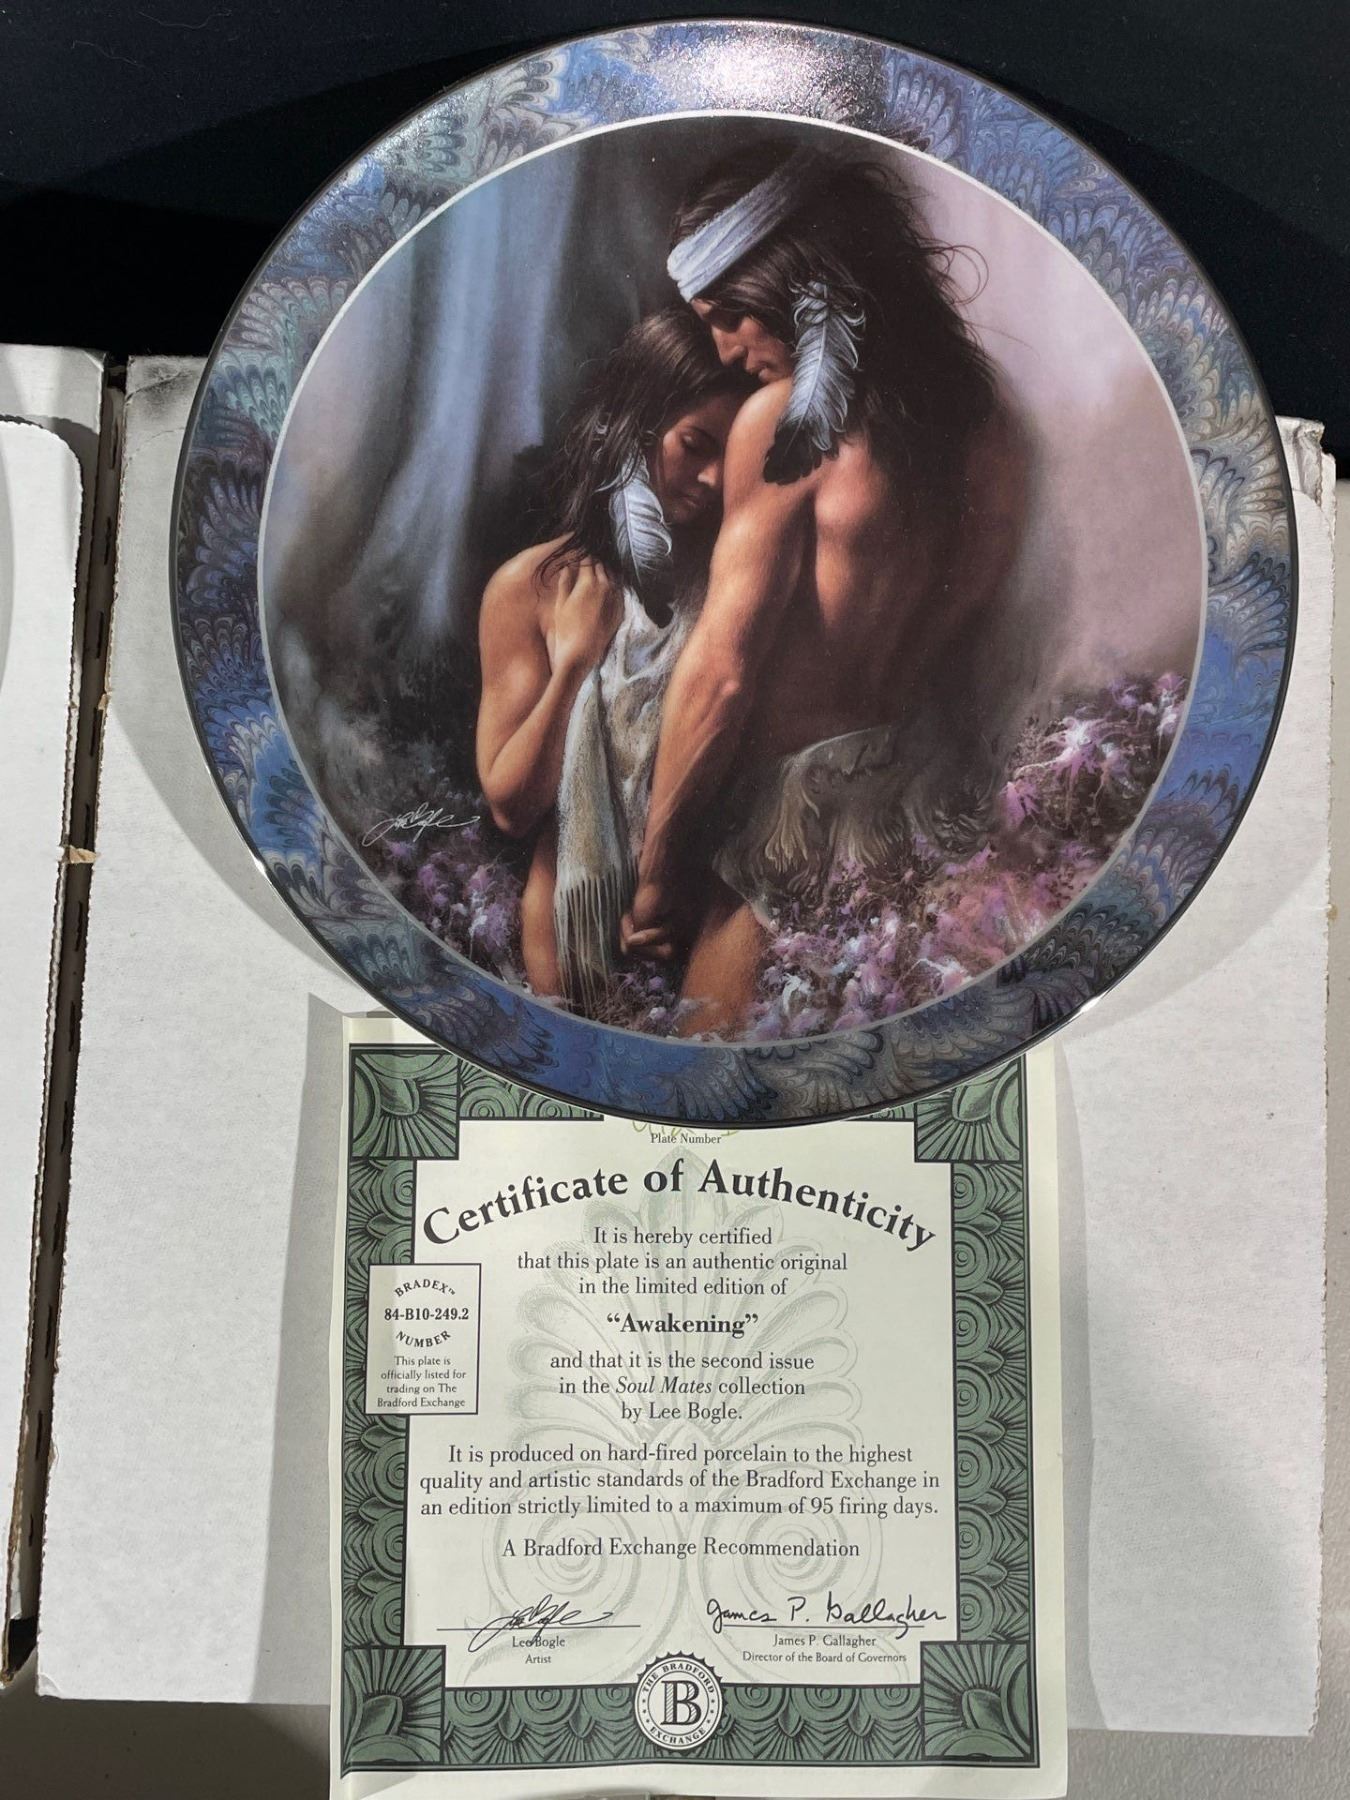 Plate Number
Certificate of Authenticity
It is hereby certified
that this plate is an authentic original
in the limited edition of
“Awakening”
and that it is the second issue
in the Soul Mates collection
by Lee Bogle.
BRADEX™
84-B10-249.2
NUMBER
This plate is
officially listed for
trading on The
Bradford Exchange
It is produced on hard-fired porcelain to the highest
quality and artistic standards of the Bradford Exchange in
an edition strictly limited to a maximum of 95 firing days.
A Bradford Exchange Recommendation
Lee Bogle
Artist
James P. Gallagher
James P. Gallagher
Director of the Board of Governors
THE BRADFORD
B
EXCHANGE